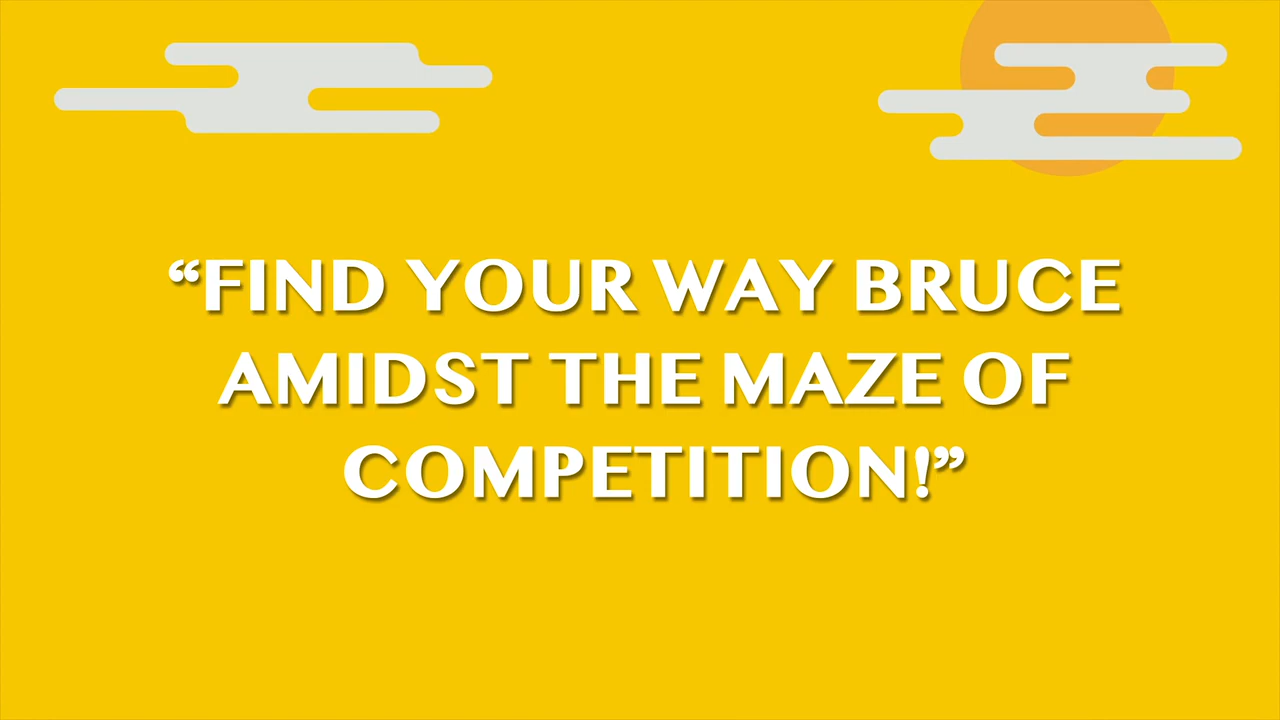 “FIND YOUR WAY BRUCE
AMIDST THE MAZE OF
COMPETITION!”